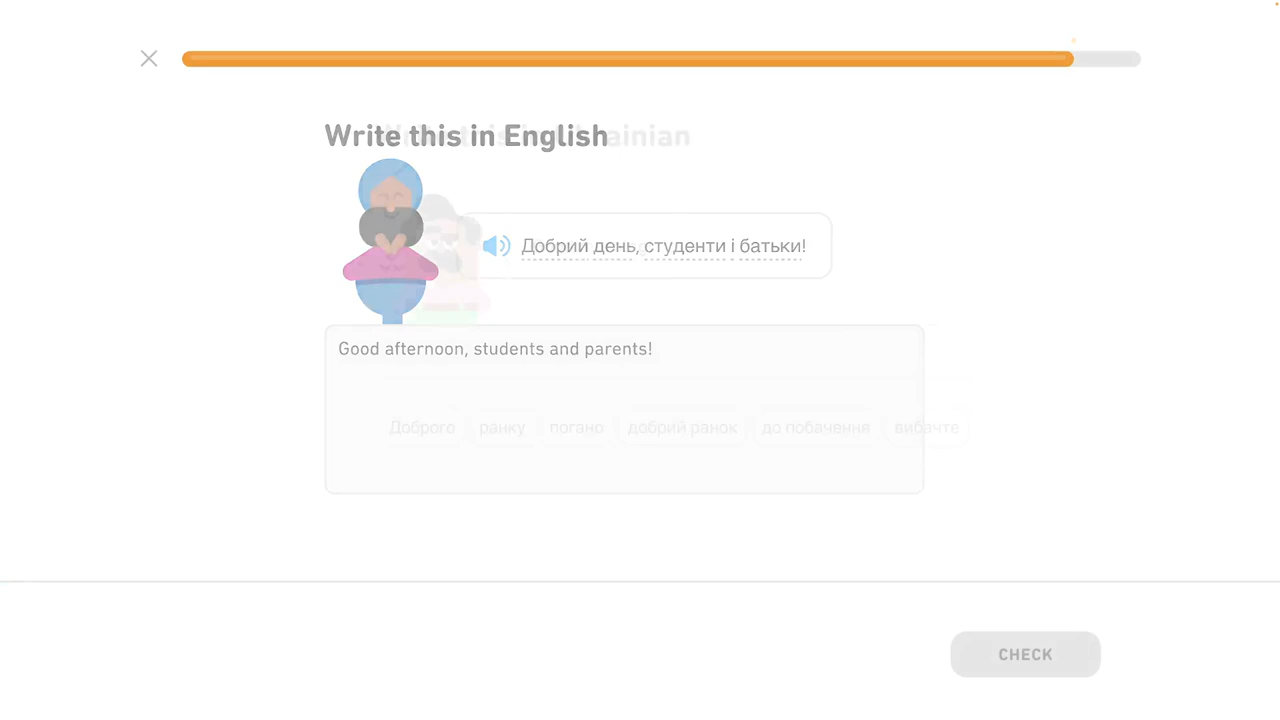 Write this in English
Добрий день, студенти і батьки!
Good afternoon, students and parents!
Доброго ранку погано добрий ранок до побачення вибачте
CHECK